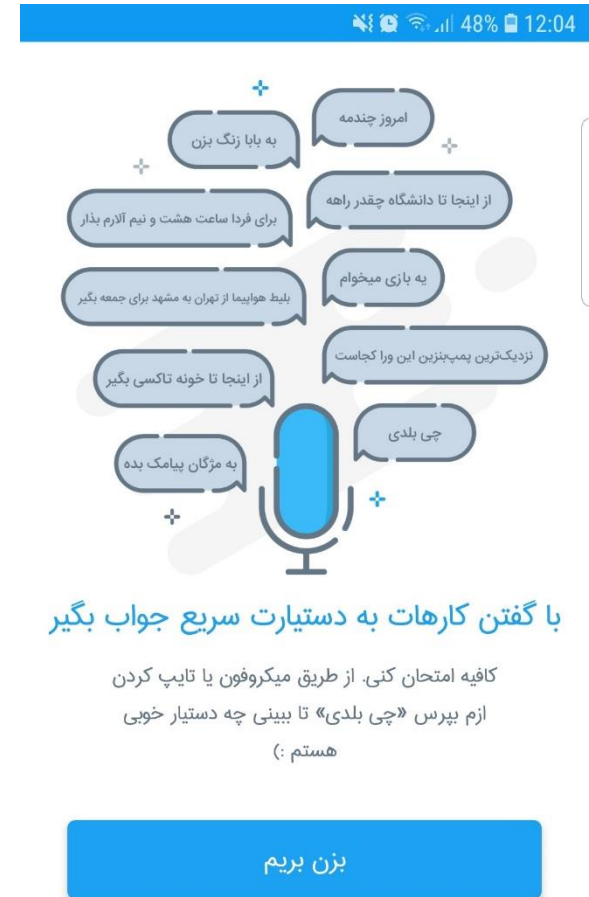 48% 12:04
امروز چندمه
به بابا زنگ بزن
از اینجا تا دانشگاه چقدر راهه
برای فردا ساعت هشت و نیم آلارم بذار
یه بازی میخوام
بلیط هواپیما از تهران به مشهد برای جمعه بگیر
نزدیک‌ترین پمپ‌بنزین این ورا کجاست
از اینجا تا خونه تاکسی بگیر
چی بلدی
به مژگان پیامک بده
با گفتن کارهات به دستیارت سریع جواب بگیر
کافیه امتحان کنی. از طریق میکروفون یا تایپ کردن
ازم بپرس «چی بلدی» تا ببینی چه دستیار خوبی
هستم :)
بزن بریم